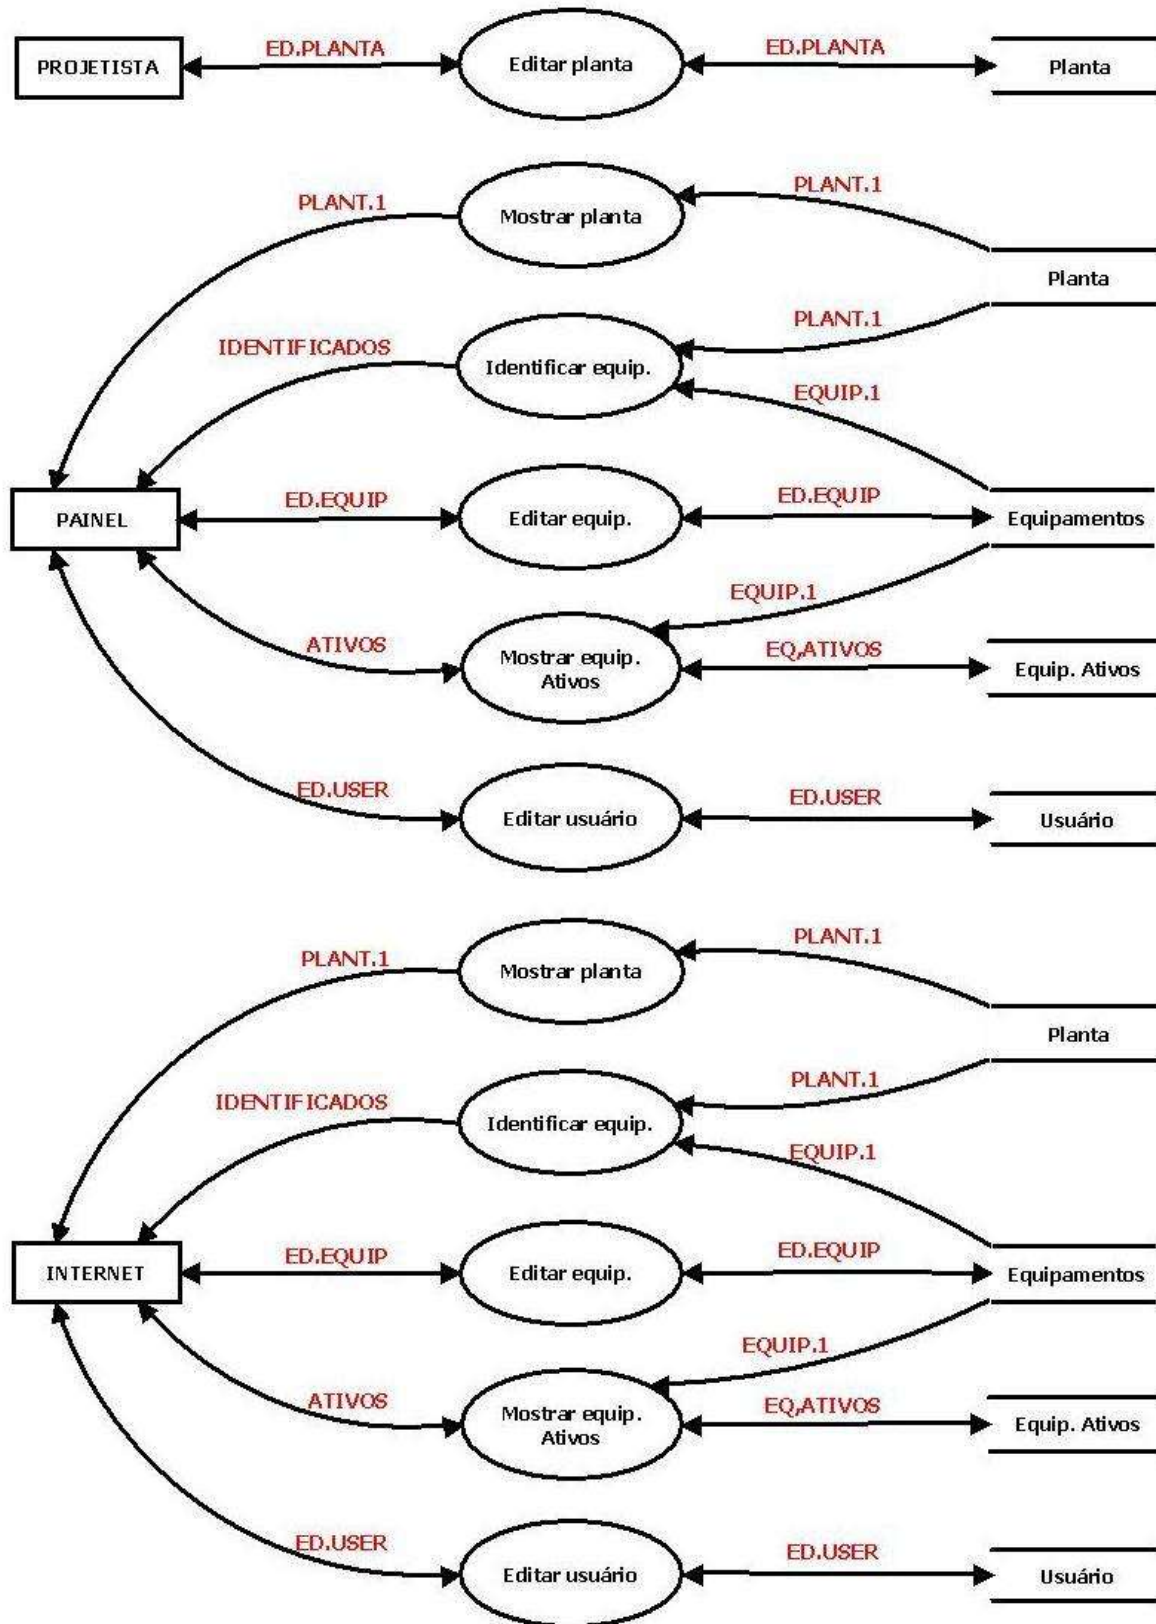 ED.PLANTA
ED.PLANTA
PROJETISTA
Editar planta
Planta
PLANT.1
PLANT.1
Mostrar planta
Planta
PLANT.1
IDENTIFICADOS
Identificar equip.
EQUIP.1
ED.EQUIP
ED.EQUIP
PAINEL
Editar equip.
Equipamentos
EQUIP.1
ATIVOS
Mostrar equip.
Ativos
EQ,ATIVOS
Equip. Ativos
ED.USER
ED.USER
Editar usuário
Usuário
PLANT.1
PLANT.1
Mostrar planta
Planta
PLANT.1
IDENTIFICADOS
Identificar equip.
EQUIP.1
ED.EQUIP
ED.EQUIP
INTERNET
Editar equip.
Equipamentos
EQUIP.1
ATIVOS
Mostrar equip.
Ativos
EQ,ATIVOS
Equip. Ativos
ED.USER
ED.USER
Editar usuário
Usuário